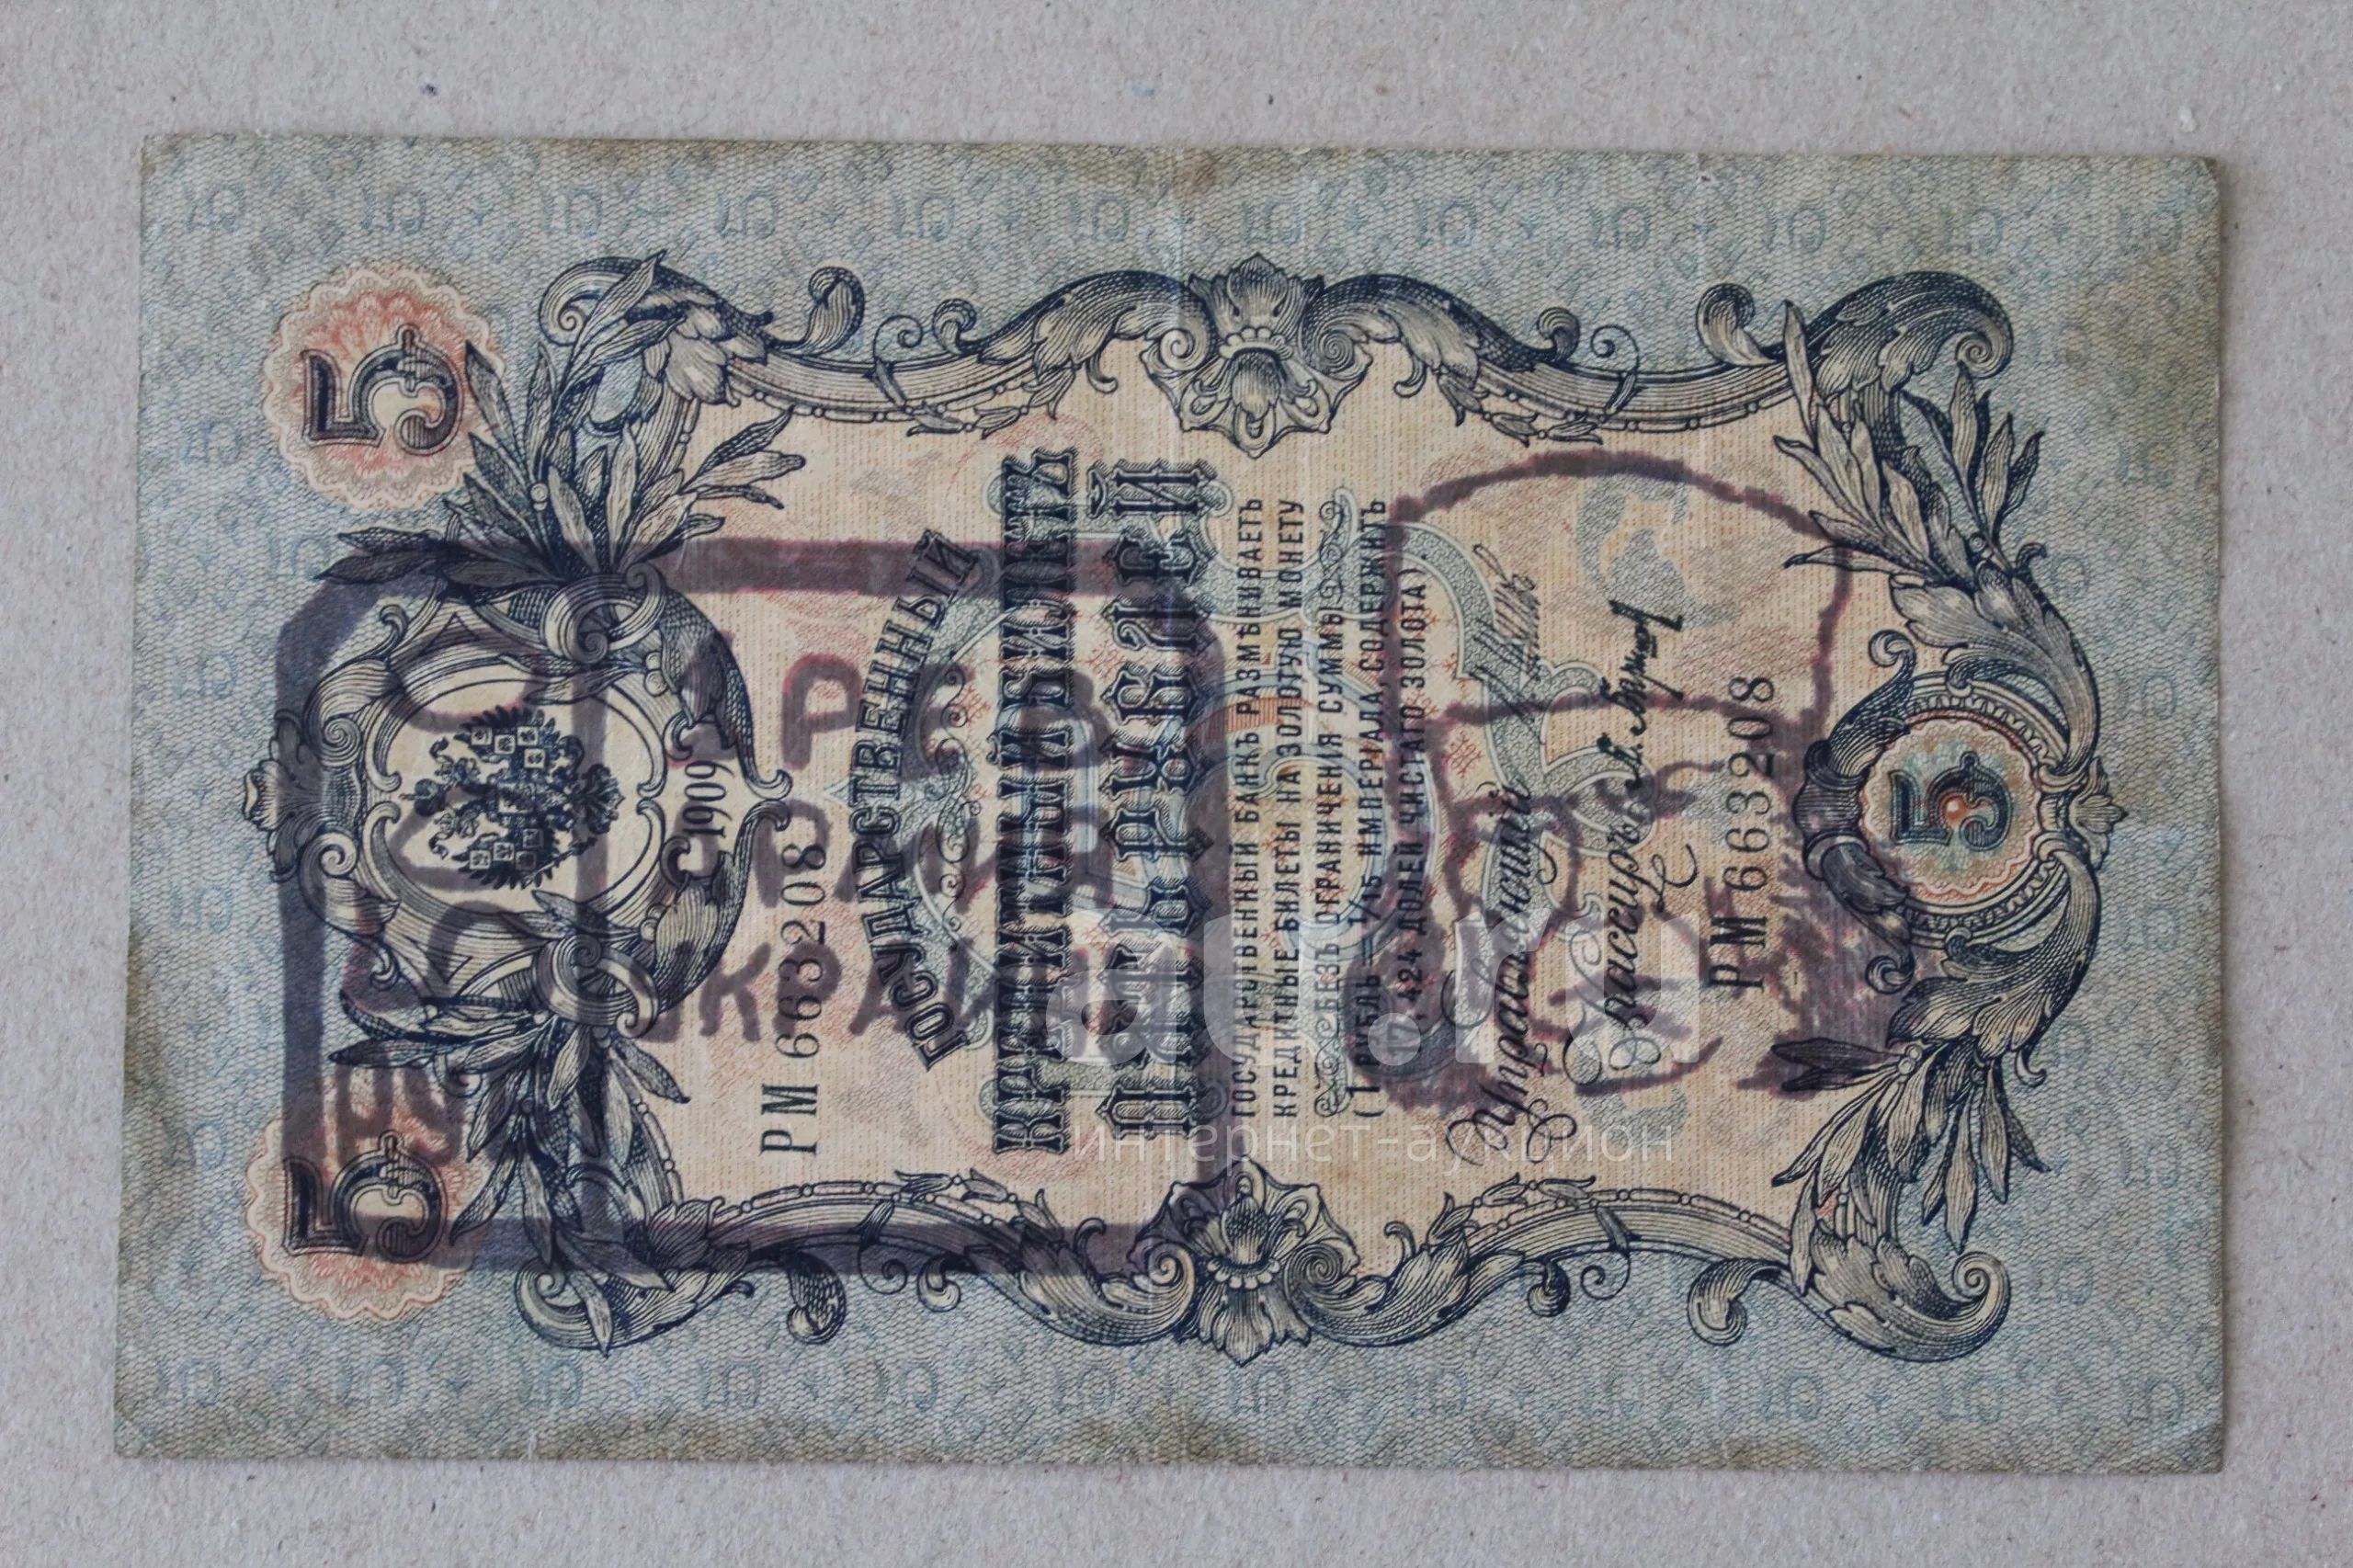 5
5
1909
РМ 663208
ГОСУДАРСТВЕННЫЙ
КРЕДИТНЫЙ БИЛЕТЪ
ПЯТЬ РУБЛЕЙ
ГОСУДАРСТВЕННЫЙ БАНКЪ РАЗМѢНИВАЕТЪ
КРЕДИТНЫЕ БИЛЕТЫ НА ЗОЛОТУЮ МОНЕТУ
БЕЗЪ ОГРАНИЧЕНІЯ СУММЫ
(1 РУБЛЬ = 1/15 ИМПЕРІАЛА, СОДЕРЖИТЪ
17,424 ДОЛЕЙ ЧИСТАГО ЗОЛОТА)
Управляющій
Кассиръ
РМ 663208
5
au.ru
интернет-аукцион